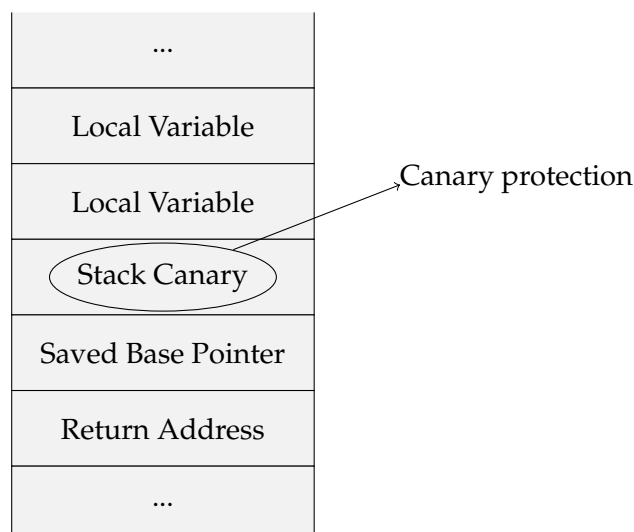 ...
Local Variable
Local Variable
Canary protection
Stack Canary
Saved Base Pointer
Return Address
...